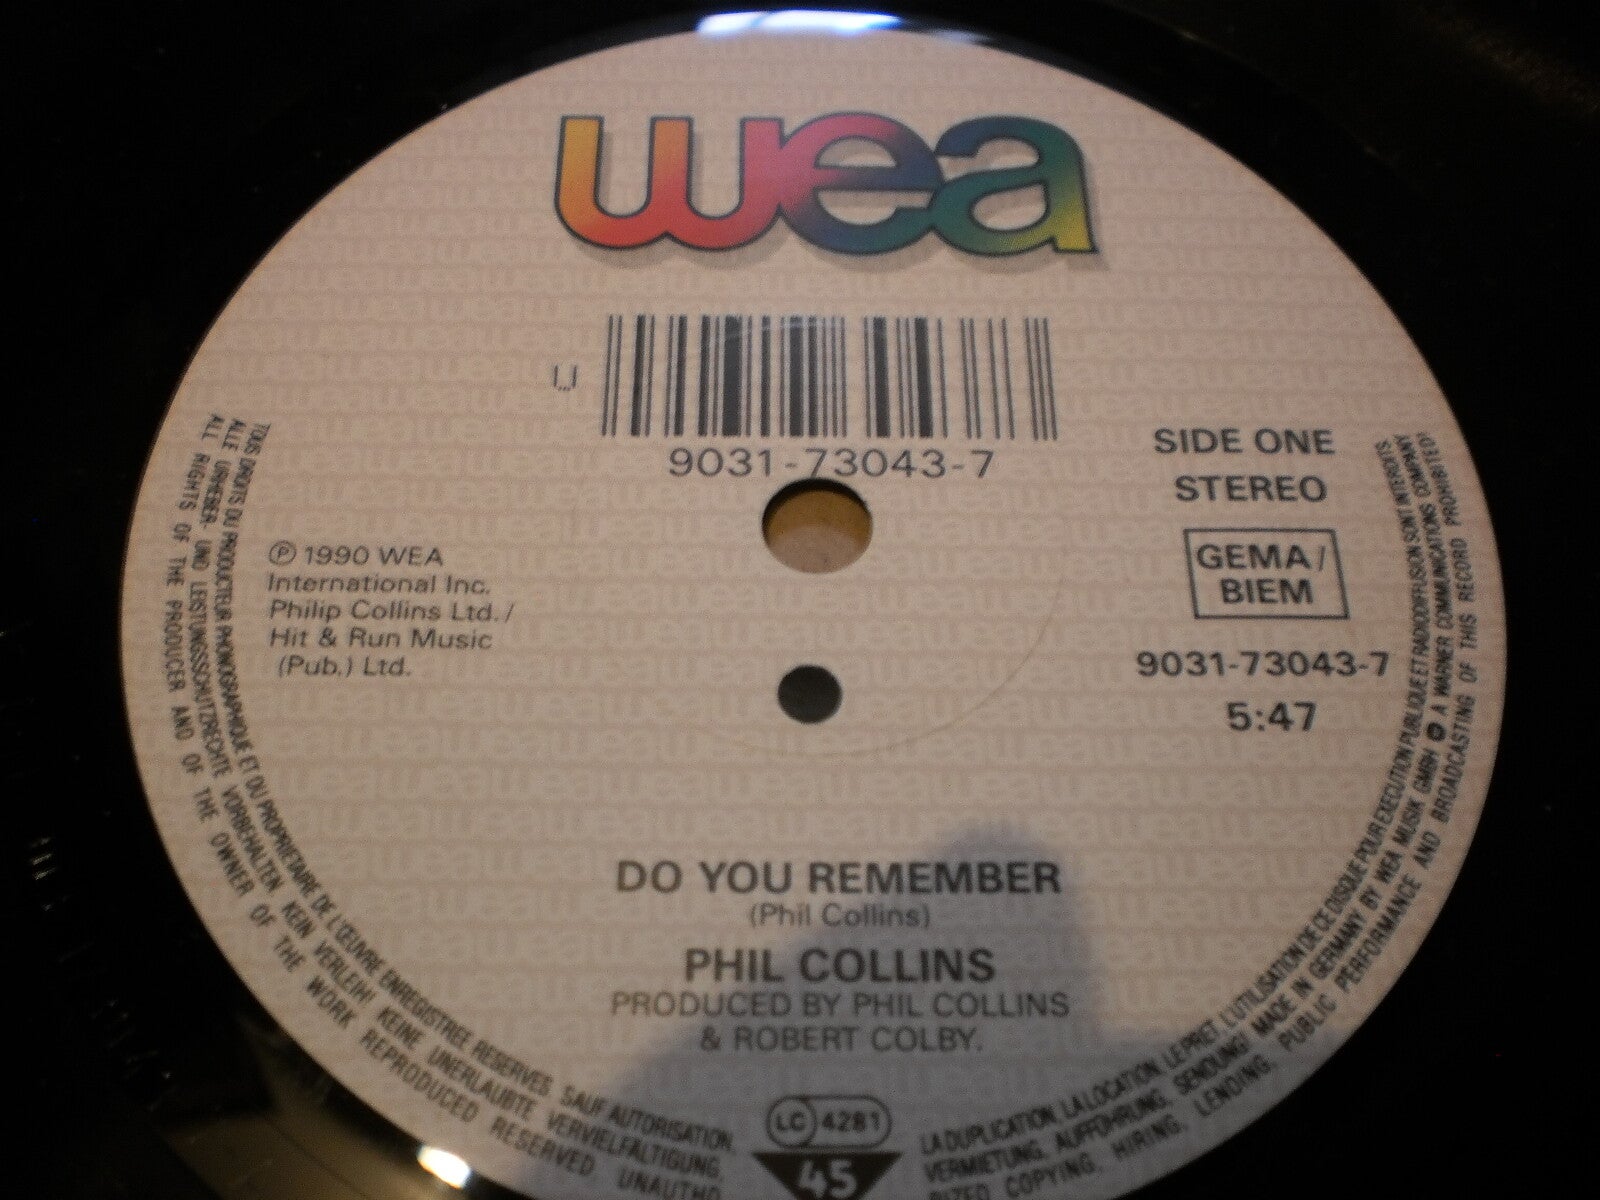 wea
U
9031-73043-7
SIDE ONE
STEREO
GEMA/
BIEM
9031-73043-7
5:47
℗ 1990 WEA
International Inc.
Philip Collins Ltd./
Hit & Run Music
(Pub.) Ltd.
DO YOU REMEMBER
(Phil Collins)
PHIL COLLINS
PRODUCED BY PHIL COLLINS
& ROBERT COLBY.
LC 4281
45
TOUS DROITS DU PRODUCTEUR PHONOGRAPHIQUE ET DU PROPRIETAIRE DE L'ŒUVRE ENREGISTREE RESERVES. SAUF AUTORISATION, LA DUPLICATION, LA LOCATION, LE PRET, L'UTILISATION DE CE DISQUE POUR EXECUTION PUBLIQUE ET RADIODIFFUSION SONT INTERDITS.
ALLE URHEBER- UND LEISTUNGSSCHUTZRECHTE VORBEHALTEN. KEIN VERLEIH! KEINE UNERLAUBTE VERVIELFÄLTIGUNG, VERMIETUNG, AUFFÜHRUNG, SENDUNG! MADE IN GERMANY BY WEA MUSIK GMBH A WARNER COMMUNICATIONS COMPANY
ALL RIGHTS OF THE PRODUCER AND OF THE OWNER OF THE WORK REPRODUCED RESERVED. UNAUTHORIZED COPYING, HIRING, LENDING, PUBLIC PERFORMANCE AND BROADCASTING OF THIS RECORD PROHIBITED!